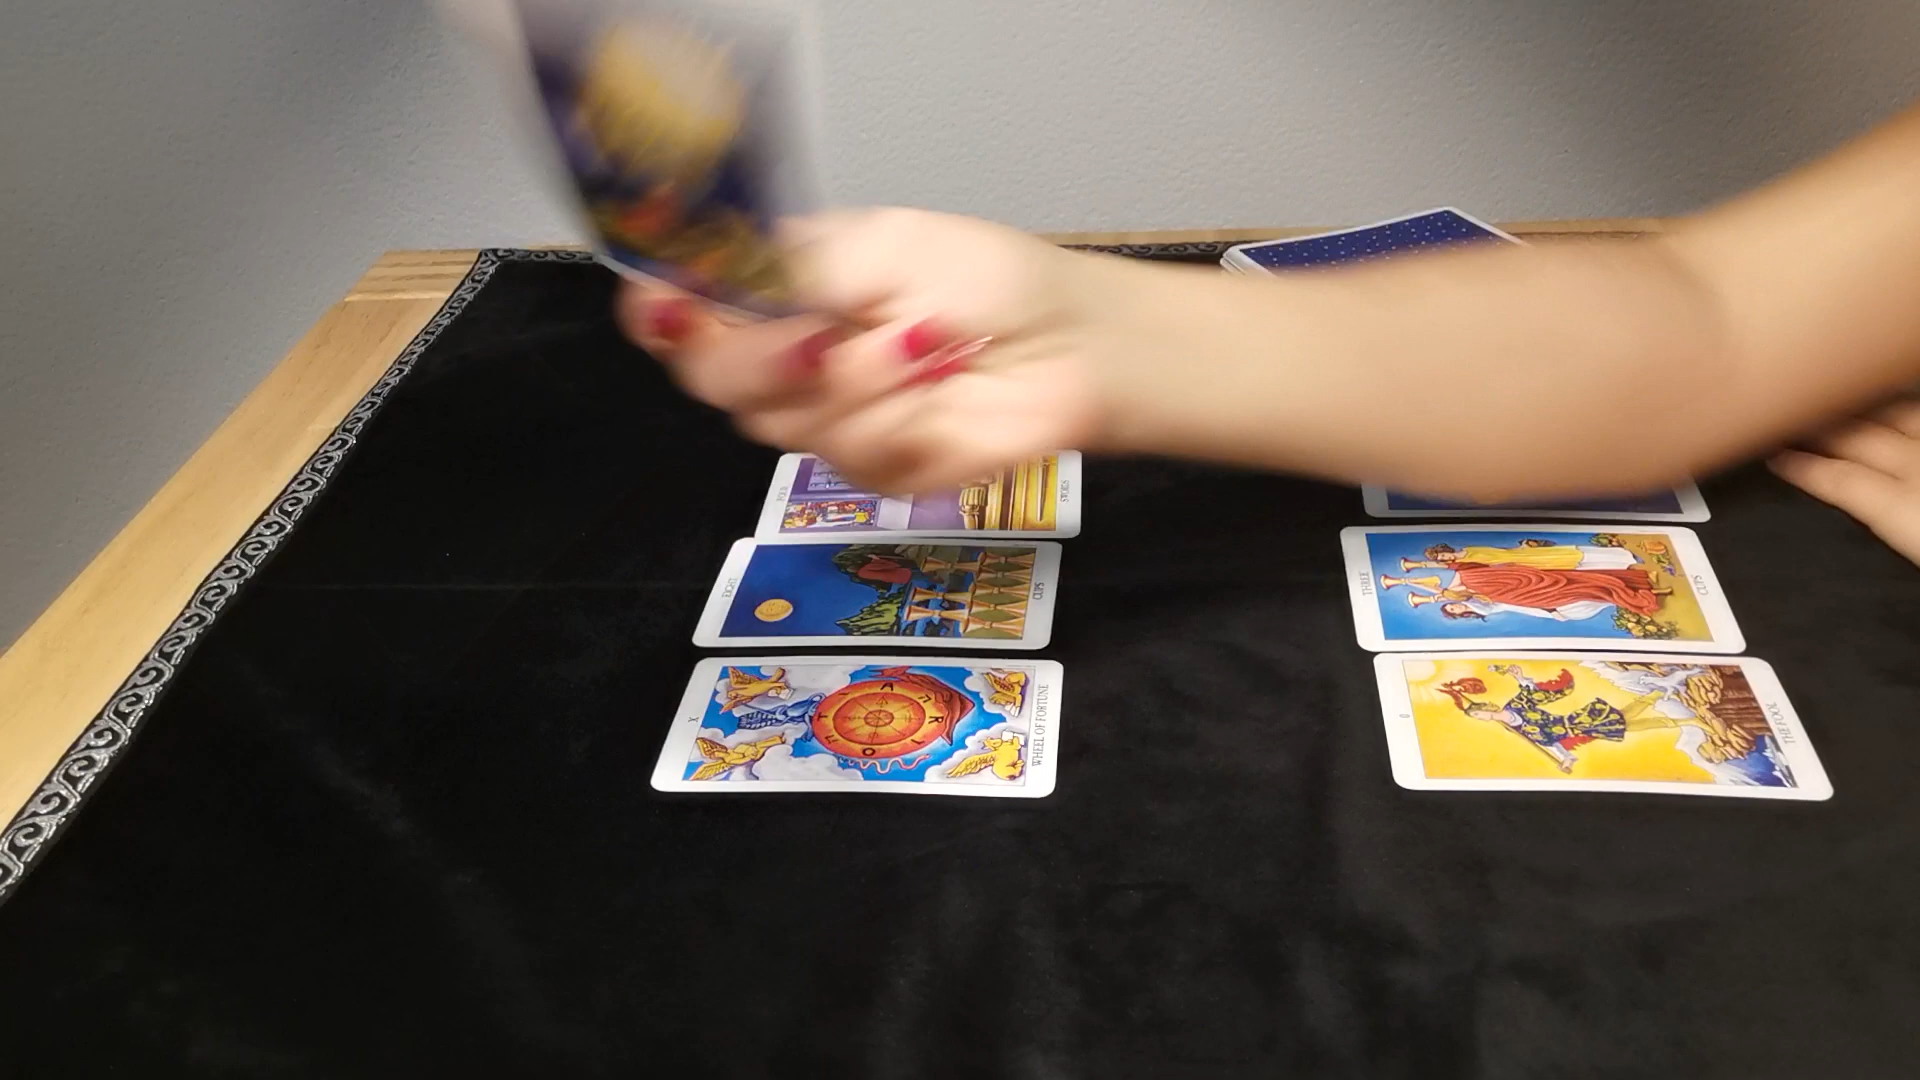 FOUR
SWORDS
EIGHT
CUPS
X
WHEEL OF FORTUNE
T
A
R
O
THREE
CUPS
0
THE FOOL